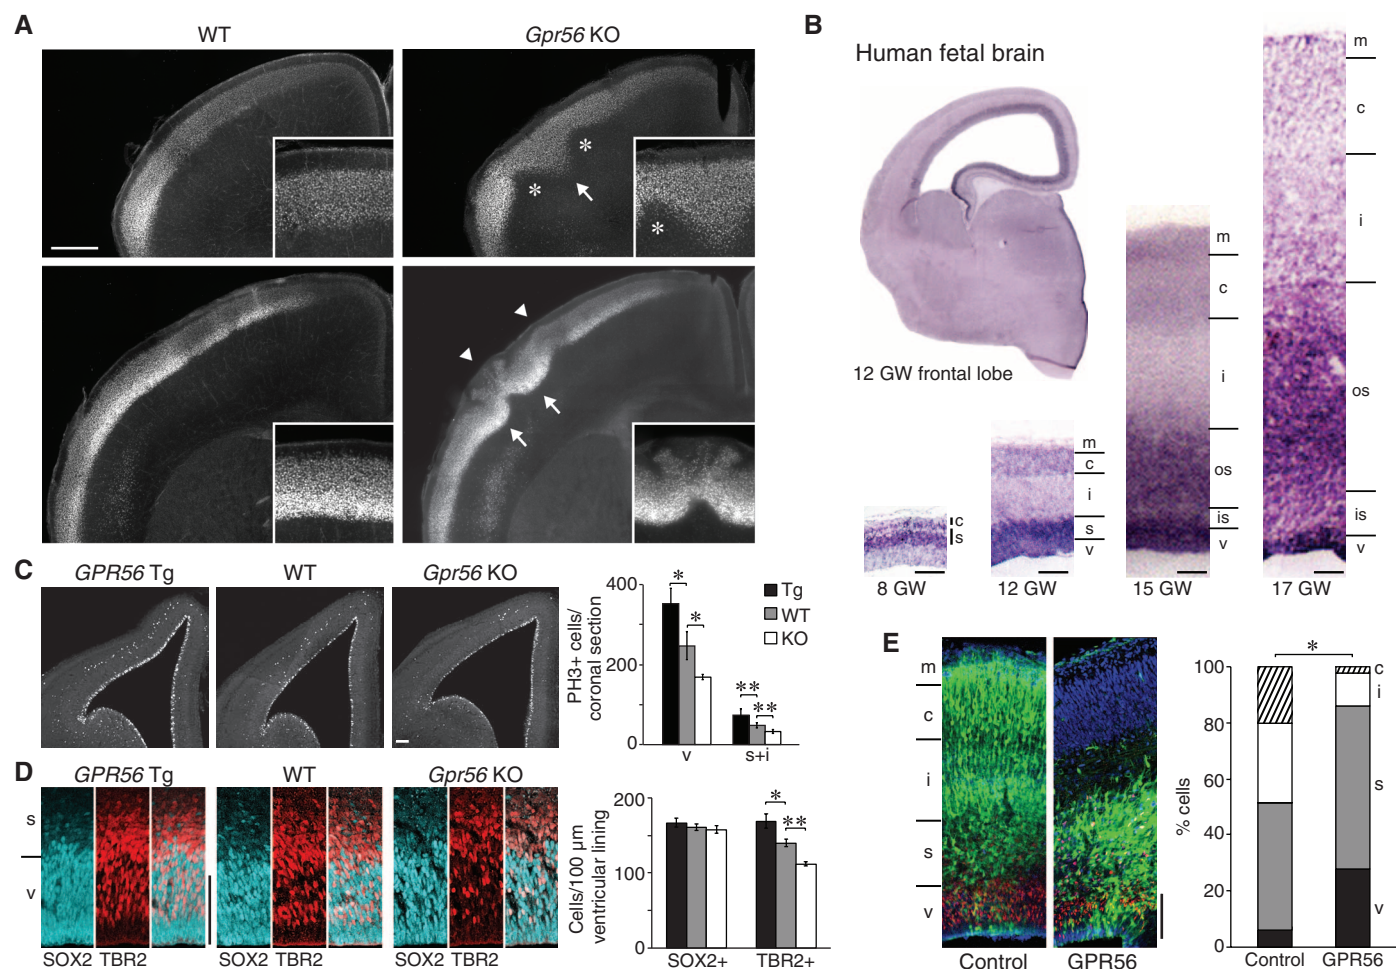 A
WT
Gpr56 KO
*
*
*
B
Human fetal brain
12 GW frontal lobe
c
s
8 GW
m
c
i
s
v
12 GW
m
c
i
os
is
v
15 GW
m
c
i
os
is
v
17 GW
C
GPR56 Tg
WT
Gpr56 KO
PH3+ cells/
coronal section
400
200
0
*
*
**
**
v
s+i
Tg
WT
KO
D
GPR56 Tg
WT
Gpr56 KO
s
v
SOX2 TBR2
SOX2 TBR2
SOX2 TBR2
Cells/100 µm
ventricular lining
200
100
0
*
**
SOX2+
TBR2+
E
m
c
i
s
v
Control
GPR56
% cells
100
80
60
40
20
0
*
c
i
s
v
Control
GPR56